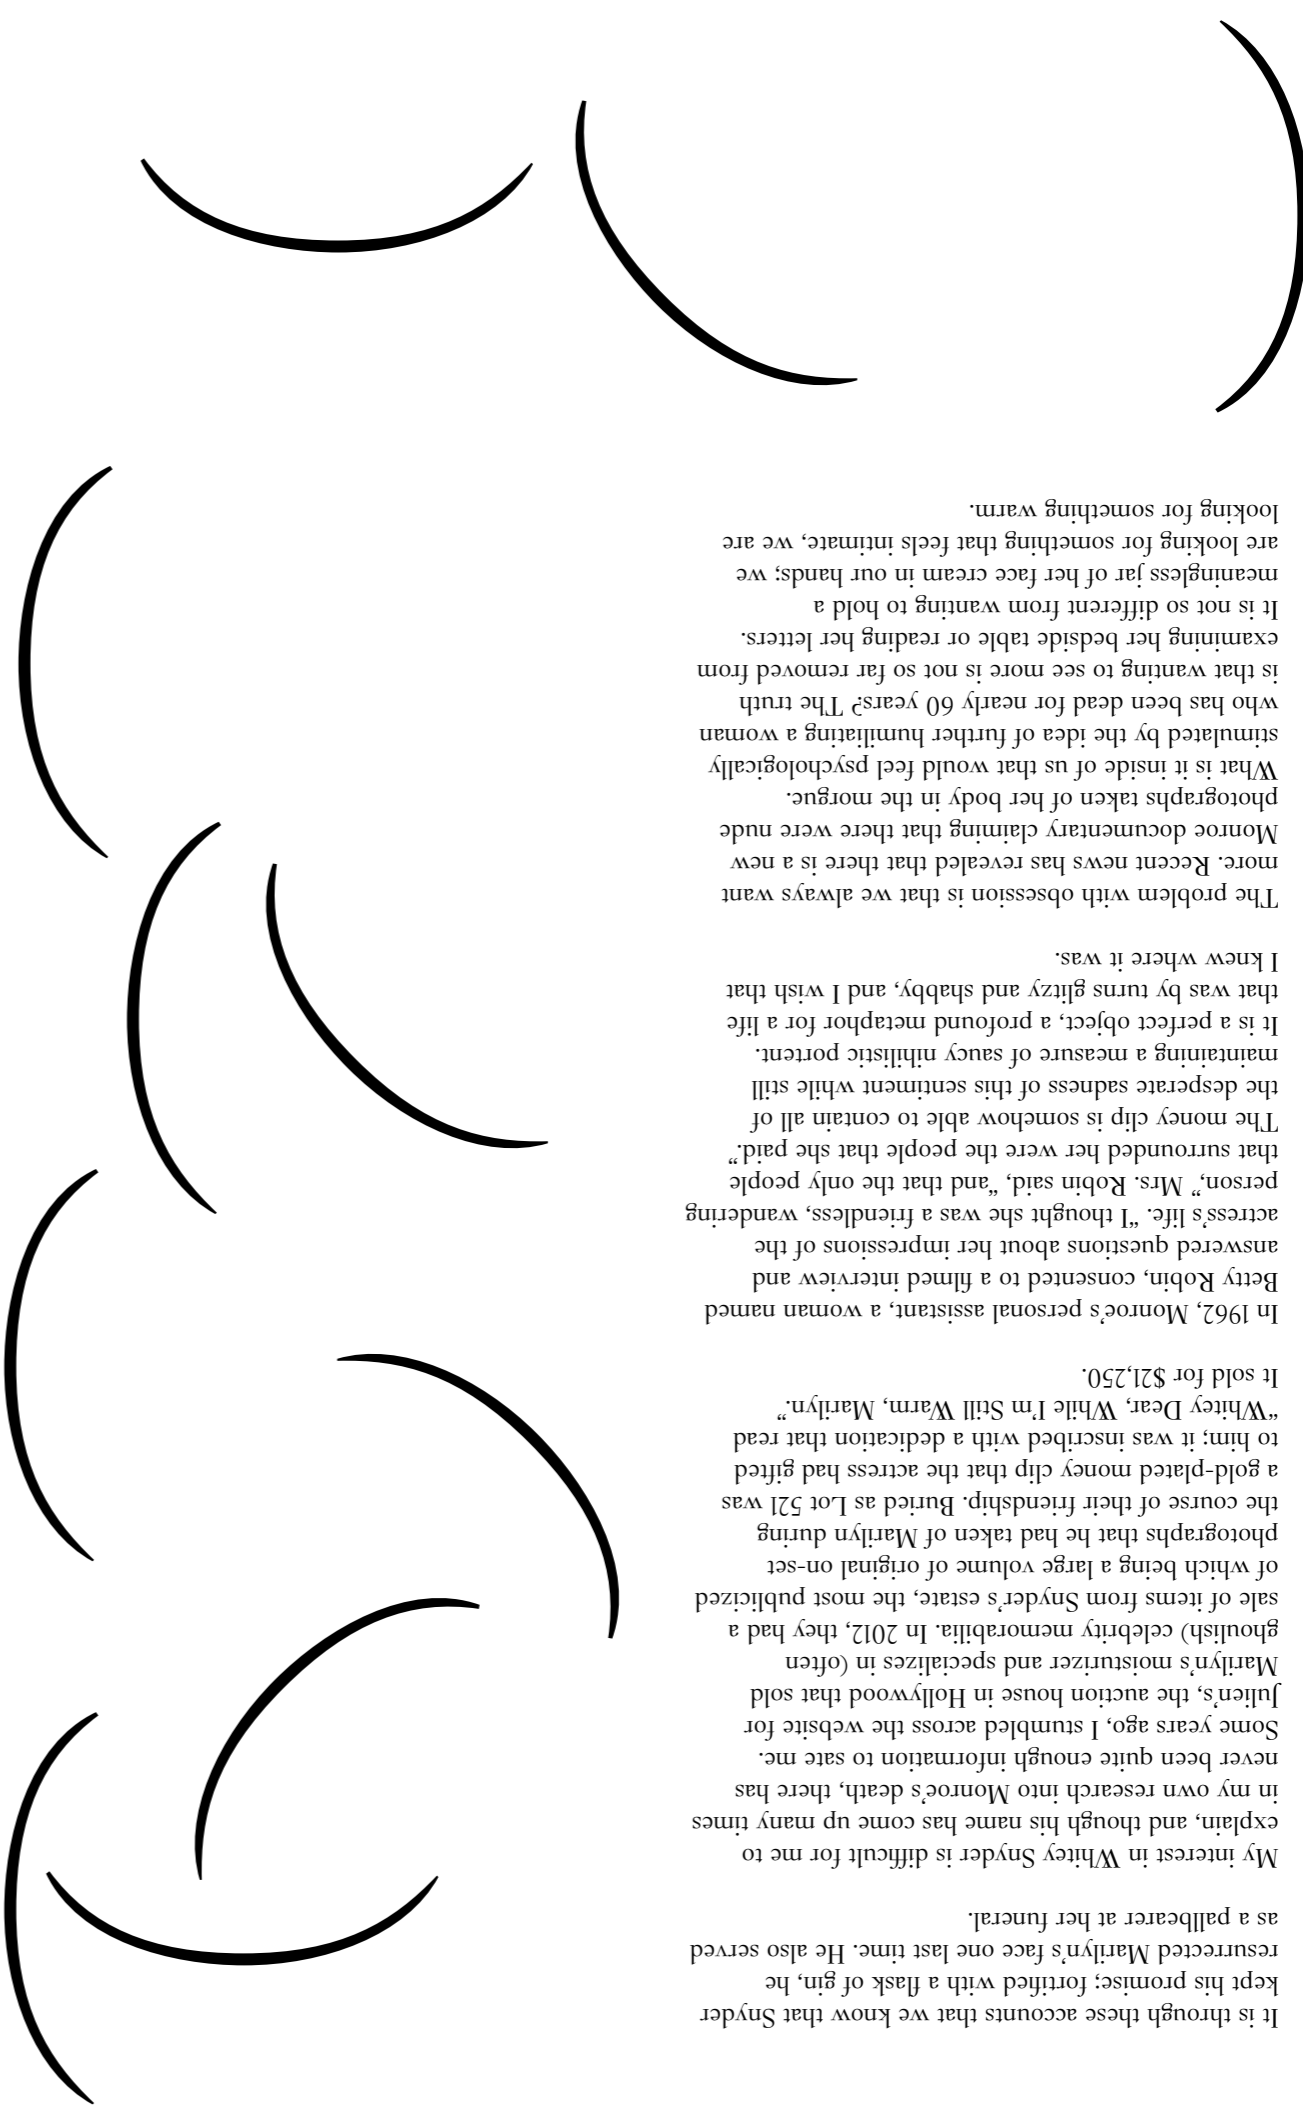 It is through these accounts that we know that Snyder
kept his promise; fortified with a flask of gin, he
resurrected Marilyn’s face one last time. He also served
as a pallbearer at her funeral.
My interest in Whitey Snyder is difficult for me to
explain, and though his name has come up many times
in my own research into Monroe’s death, there has
never been quite enough information to sate me.
Some years ago, I stumbled across the website for
Julien’s, the auction house in Hollywood that sold
Marilyn’s moisturizer and specializes in (often
ghoulish) celebrity memorabilia. In 2012, they had a
sale of items from Snyder’s estate, the most publicized
of which being a large volume of original on-set
photographs that he had taken of Marilyn during
the course of their friendship. Buried as Lot 521 was
a gold-plated money clip that the actress had gifted
to him; it was inscribed with a dedication that read
“Whitey Dear, While I’m Still Warm, Marilyn.”
It sold for $21,250.
In 1962, Monroe’s personal assistant, a woman named
Betty Robin, consented to a filmed interview and
answered questions about her impressions of the
actress’s life. “I thought she was a friendless, wandering
person,” Mrs. Robin said, “and that the only people
that surrounded her were the people that she paid.”
The money clip is somehow able to contain all of
the desperate sadness of this sentiment while still
maintaining a measure of saucy nihilistic portent.
It is a perfect object, a profound metaphor for a life
that was by turns glitzy and shabby, and I wish that
I knew where it was.
The problem with obsession is that we always want
more. Recent news has revealed that there is a new
Monroe documentary claiming that there were nude
photographs taken of her body in the morgue.
What is it inside of us that would feel psychologically
stimulated by the idea of further humiliating a woman
who has been dead for nearly 60 years? The truth
is that wanting to see more is not so far removed from
examining her bedside table or reading her letters.
It is not so different from wanting to hold a
meaningless jar of her face cream in our hands; we
are looking for something that feels intimate, we are
looking for something warm.